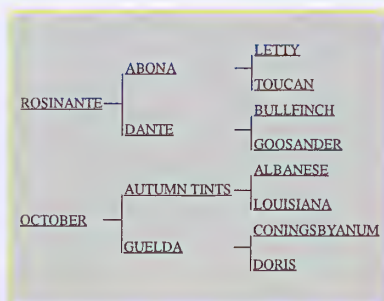 LETTY
ABONA
TOUCAN
ROSINANTE
BULLFINCH
DANTE
GOOSANDER
ALBANESE
AUTUMN TINTS
LOUISIANA
OCTOBER
CONINGSBYANUM
GUELDA
DORIS